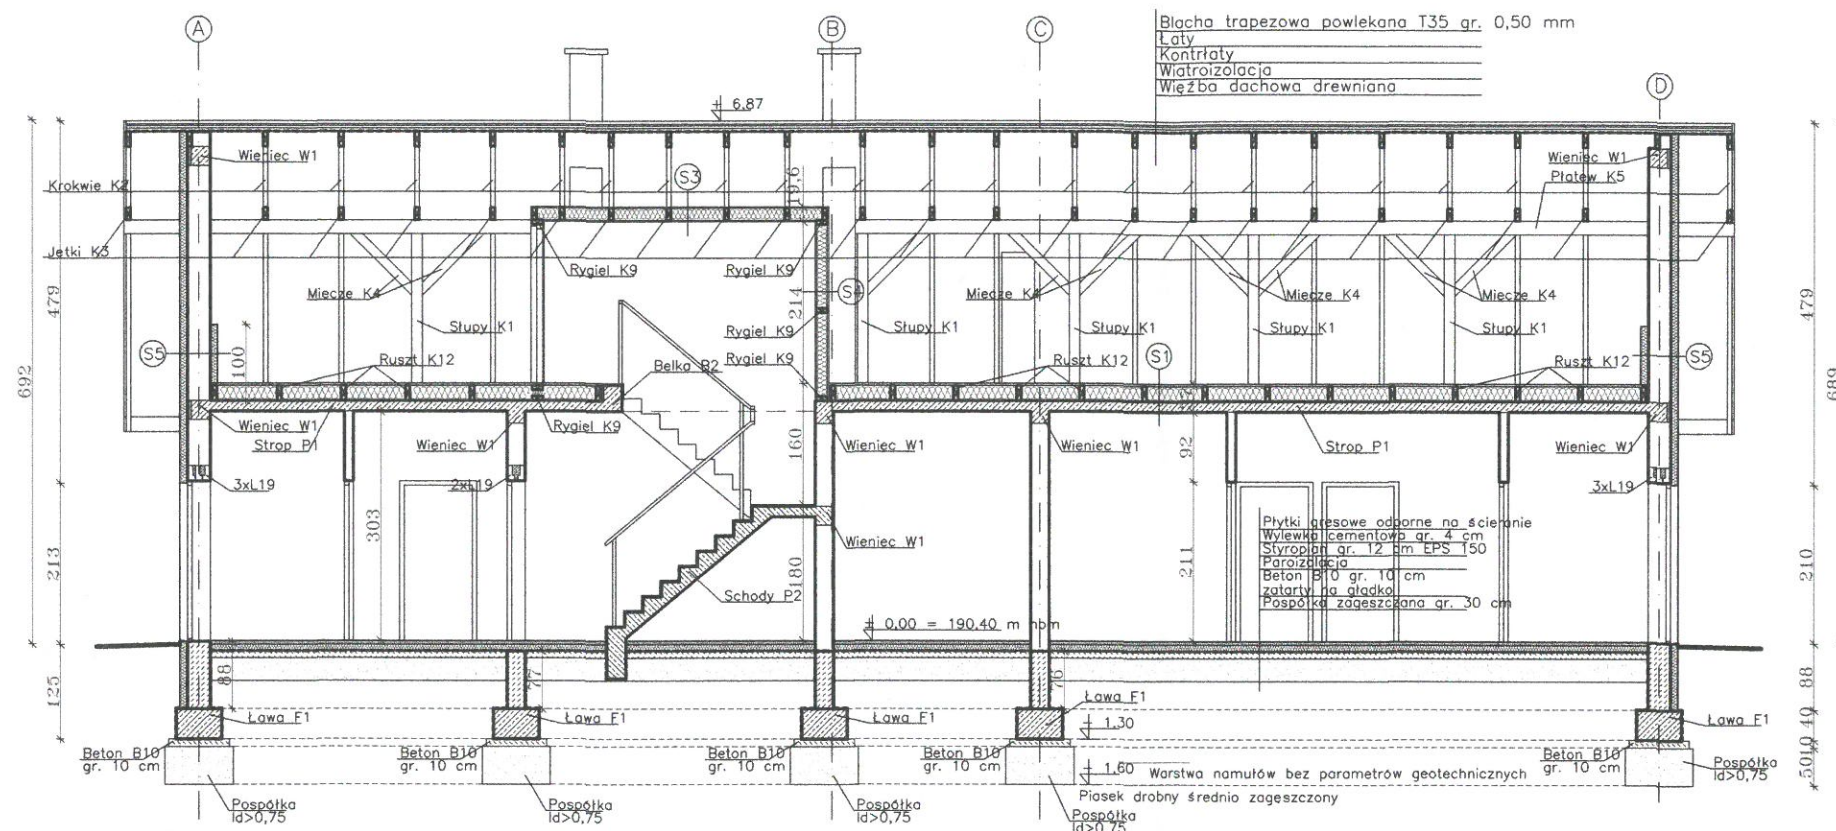 A
B
C
D
Blacha trapezowa powlekana T35 gr. 0,50 mm
Łaty
Kontrłaty
Wiatroizolacja
Więźba dachowa drewniana
± 6,87
Wieniec W1
Wieniec W1
Krokwie K2
S3
19,6
Płatew K5
Jętki K3
Rygiel K9
Rygiel K9
Miecze K4
S4
214
Miecze K4
Miecze K4
Miecze K4
Słupy K1
Rygiel K9
Słupy K1
Słupy K1
Słupy K1
Słupy K1
479
479
692
689
S5
100
Ruszt K12
Belka B2
Rygiel K9
Ruszt K12
S1
Ruszt K12
S5
Wieniec W1
Strop P1
Wieniec W1
Rygiel K9
160
Wieniec W1
Wieniec W1
92
Strop P1
Wieniec W1
3xL19
2xL19
3xL19
303
Wieniec W1
Płytki gresowe odporne na ścieranie
Wylewka cementowa gr. 4 cm
Styropian gr. 12 cm EPS 150
Paroizolacja
Beton B10 gr. 10 cm
zatarty na gładko
Pospółka zagęszczana gr. 30 cm
213
211
210
Schody P2
180
± 0,00 = 190,40 m nbm
125
88
77
76
88
Ława F1
Ława F1
Ława F1
Ława F1
Ława F1
± 1,30
40
Beton B10
gr. 10 cm
Beton B10
gr. 10 cm
Beton B10
gr. 10 cm
Beton B10
gr. 10 cm
Beton B10
gr. 10 cm
10
50
± 1,60
Warstwa namułów bez parametrów geotechnicznych
Piasek drobny średnio zagęszczony
Pospółka
Id>0,75
Pospółka
Id>0,75
Pospółka
Id>0,75
Pospółka
Id>0,75
Pospółka
Id>0,75